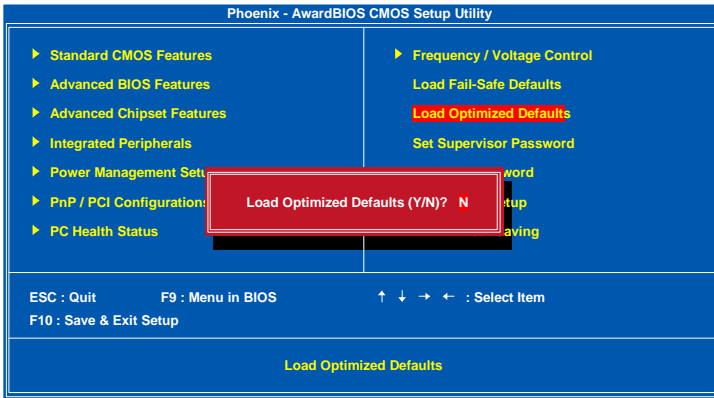 Phoenix - AwardBIOS CMOS Setup Utility
Standard CMOS Features
Advanced BIOS Features
Advanced Chipset Features
Integrated Peripherals
Power Management Setu
PnP / PCI Configurations
PC Health Status
Frequency / Voltage Control
Load Fail-Safe Defaults
Load Optimized Defaults
Set Supervisor Password
word
etup
aving
Load Optimized Defaults (Y/N)? N
ESC : Quit F9 : Menu in BIOS ↑ ↓ → ← : Select Item
F10 : Save & Exit Setup
Load Optimized Defaults